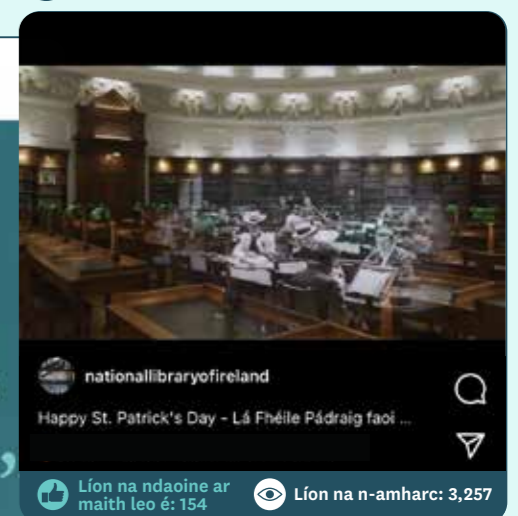 nationallibraryofireland
Happy St. Patrick's Day - Lá Fhéile Pádraig faoi ...
Líon na ndaoine ar
maith leo é: 154
Líon na n-amharc: 3,257